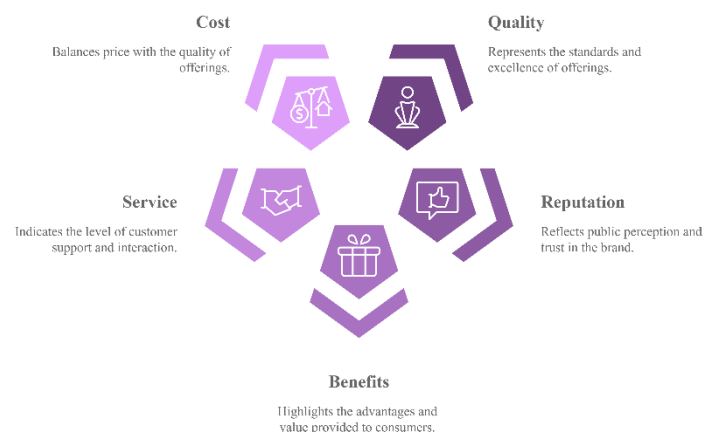 Cost
Balances price with the quality of
offerings.
Quality
Represents the standards and
excellence of offerings.
$
Service
Indicates the level of customer
support and interaction.
Reputation
Reflects public perception and
trust in the brand.
Benefits
Highlights the advantages and
value provided to consumers.